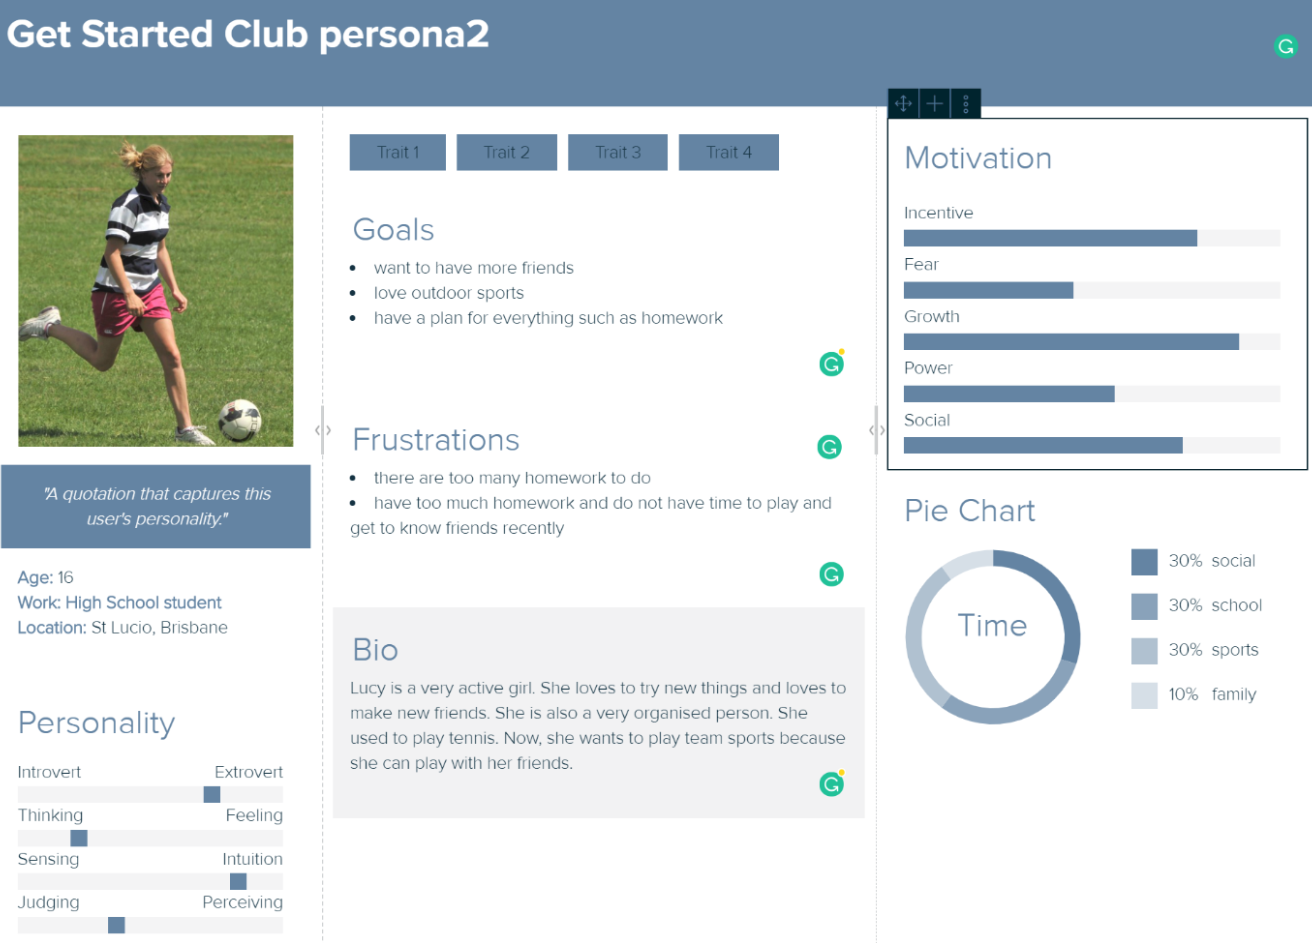 Get Started Club persona2
"A quotation that captures this
user's personality."
Age: 16
Work: High School student
Location: St Lucio, Brisbane
Personality
Introvert Extrovert
Thinking Feeling
Sensing Intuition
Judging Perceiving
Trait 1 Trait 2 Trait 3 Trait 4
Goals
• want to have more friends
• love outdoor sports
• have a plan for everything such as homework
Frustrations
• there are too many homework to do
• have too much homework and do not have time to play and
get to know friends recently
Bio
Lucy is a very active girl. She loves to try new things and loves to
make new friends. She is also a very organised person. She
used to play tennis. Now, she wants to play team sports because
she can play with her friends.
Motivation
Incentive
Fear
Growth
Power
Social
Pie Chart
Time
30% social
30% school
30% sports
10% family